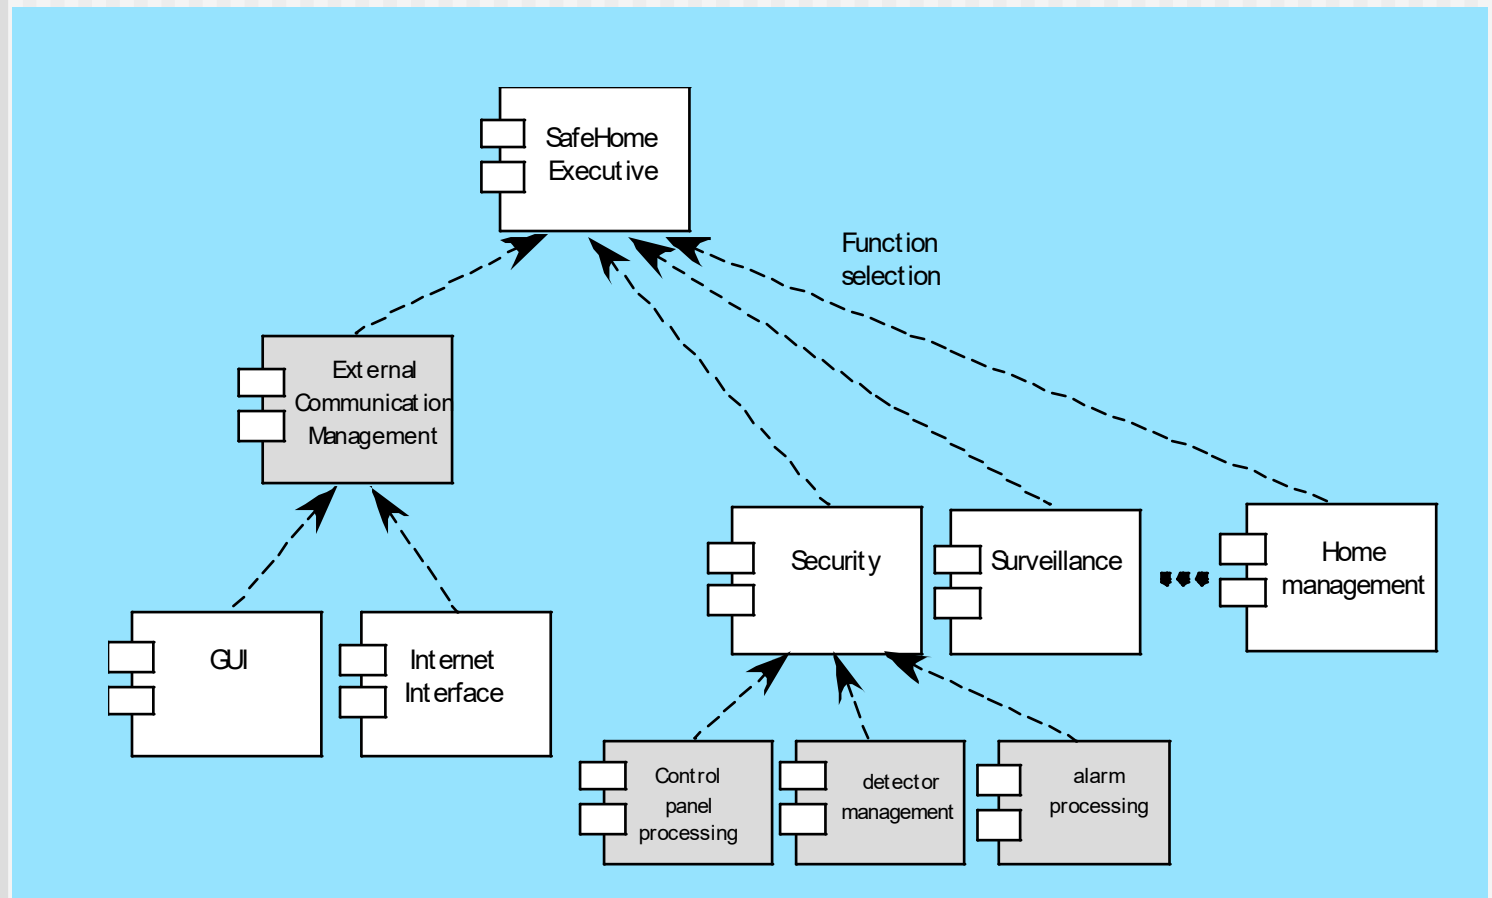 SafeHome
Executive
Function
selection
External
Communication
Management
Security
Surveillance
Home
management
GUI
Internet
Interface
Control
panel
processing
detector
management
alarm
processing